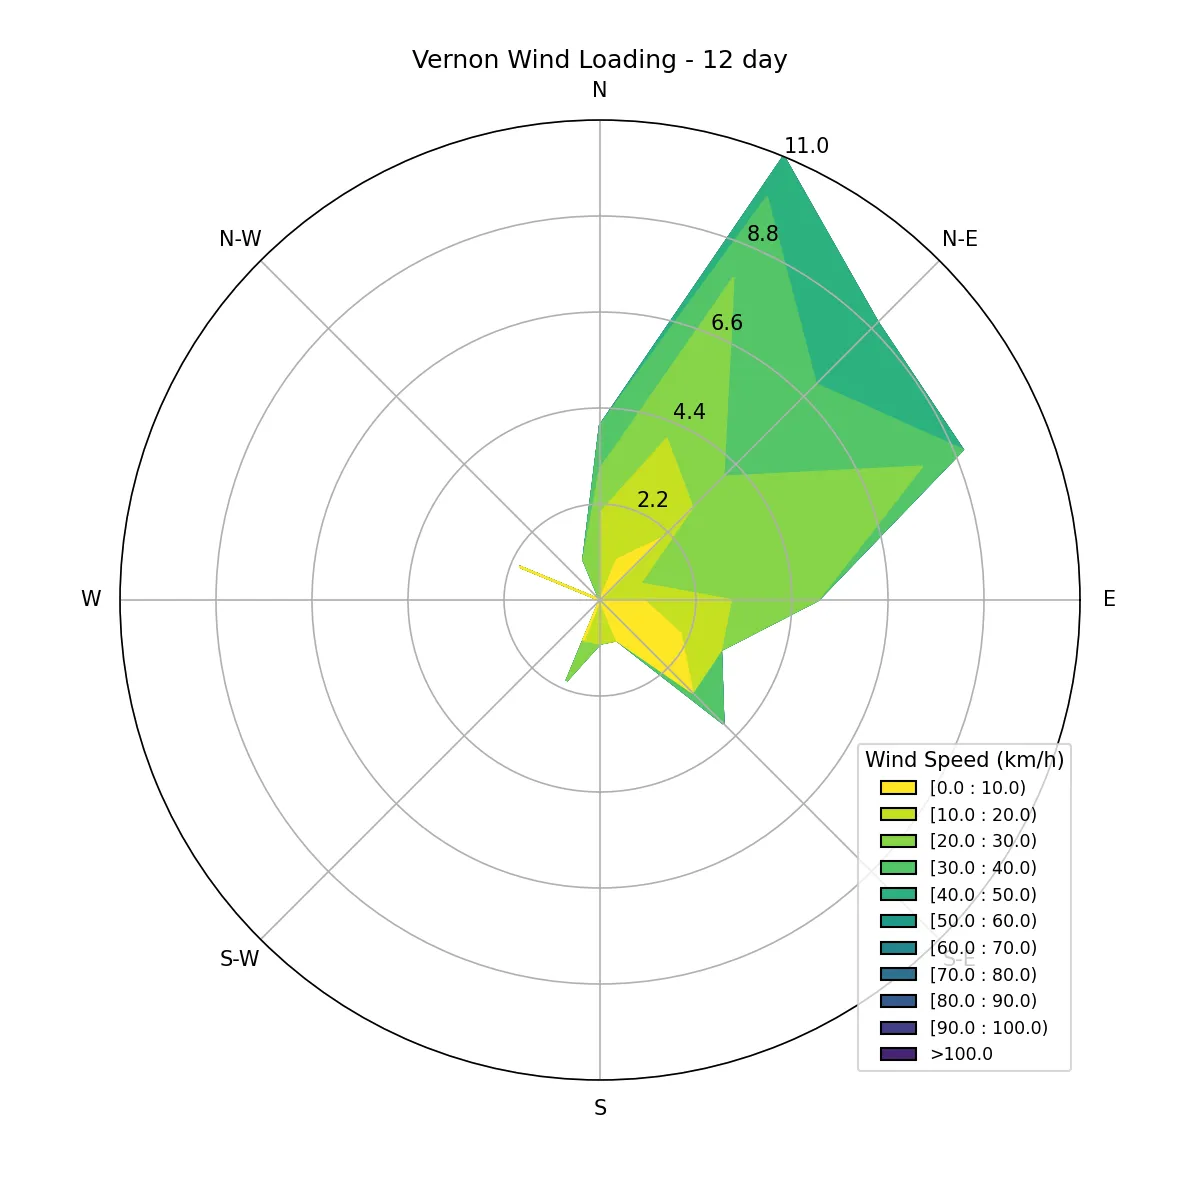 Vernon Wind Loading - 12 day
N
11.0
N-W
8.8
N-E
6.6
4.4
2.2
W
E
Wind Speed (km/h)
[0.0 : 10.0)
[10.0 : 20.0)
[20.0 : 30.0)
[30.0 : 40.0)
[40.0 : 50.0)
[50.0 : 60.0)
[60.0 : 70.0)
[70.0 : 80.0)
[80.0 : 90.0)
[90.0 : 100.0)
>100.0
S-W
S-E
S